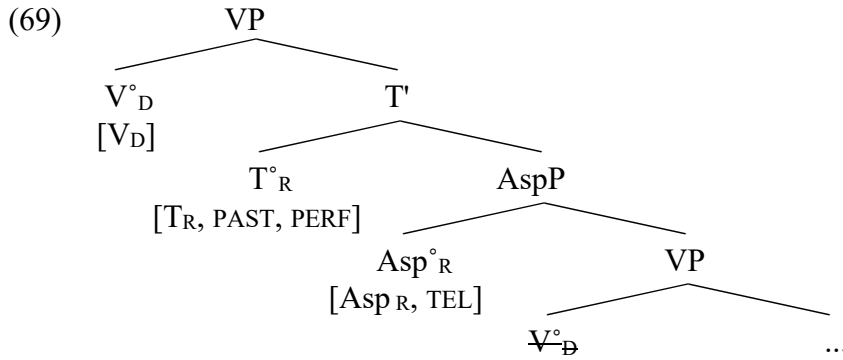 (69) VP
V°D T'
[VD]
T°R AspP
[TR, PAST, PERF]
Asp°R VP
[Asp R, TEL]
V°D ...